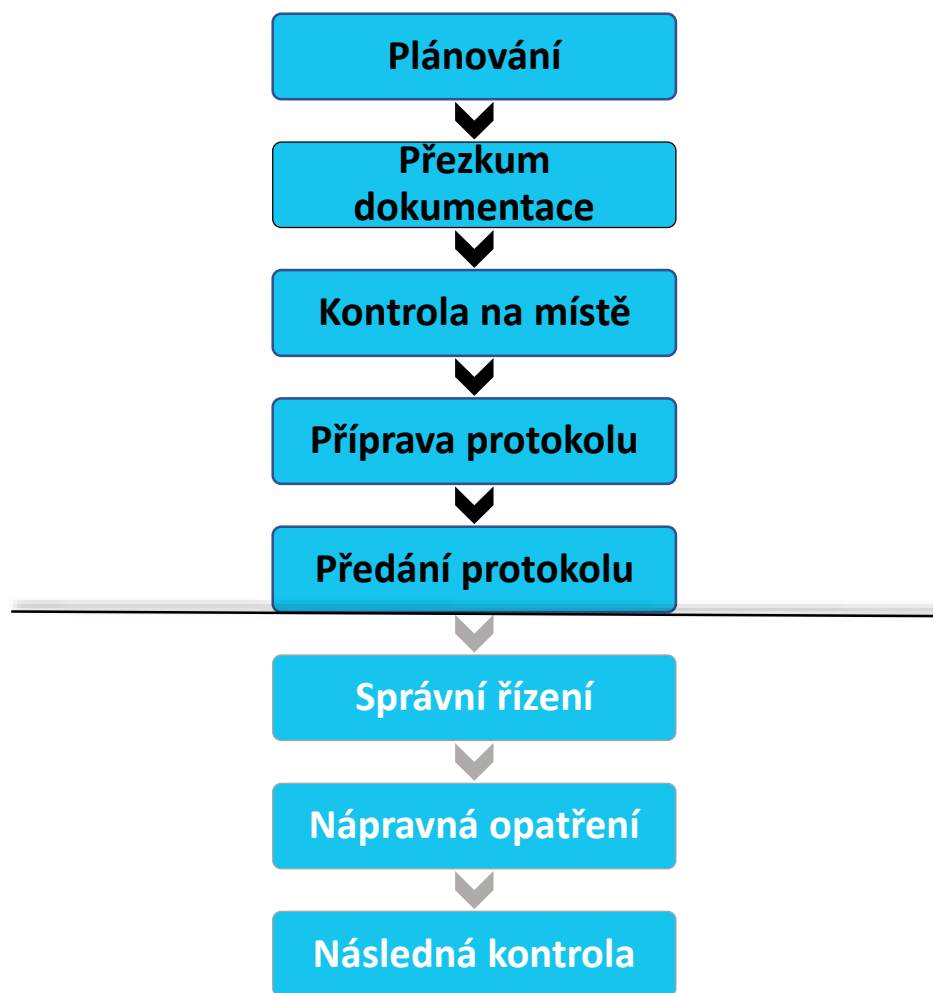 Plánování
Přezkum
dokumentace
Kontrola na místě
Příprava protokolu
Předání protokolu
Správní řízení
Nápravná opatření
Následná kontrola